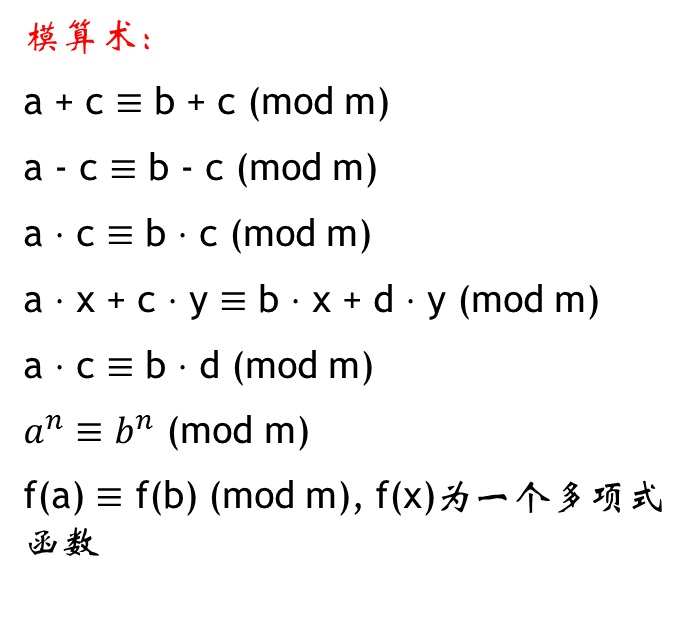 模算术:
a + c ≡ b + c (mod m)
a - c ≡ b - c (mod m)
a · c ≡ b · c (mod m)
a · x + c · y ≡ b · x + d · y (mod m)
a · c ≡ b · d (mod m)
aⁿ ≡ bⁿ (mod m)
f(a) ≡ f(b) (mod m), f(x)为一个多项式
函数